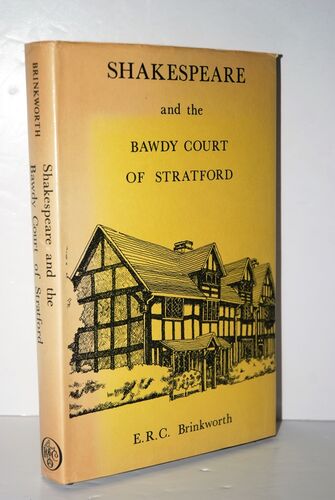 SHAKESPEARE
and the
BAWDY COURT
OF STRATFORD
E.R.C. Brinkworth
BRINKWORTH
Shakespeare and the
Bawdy Court of Stratford